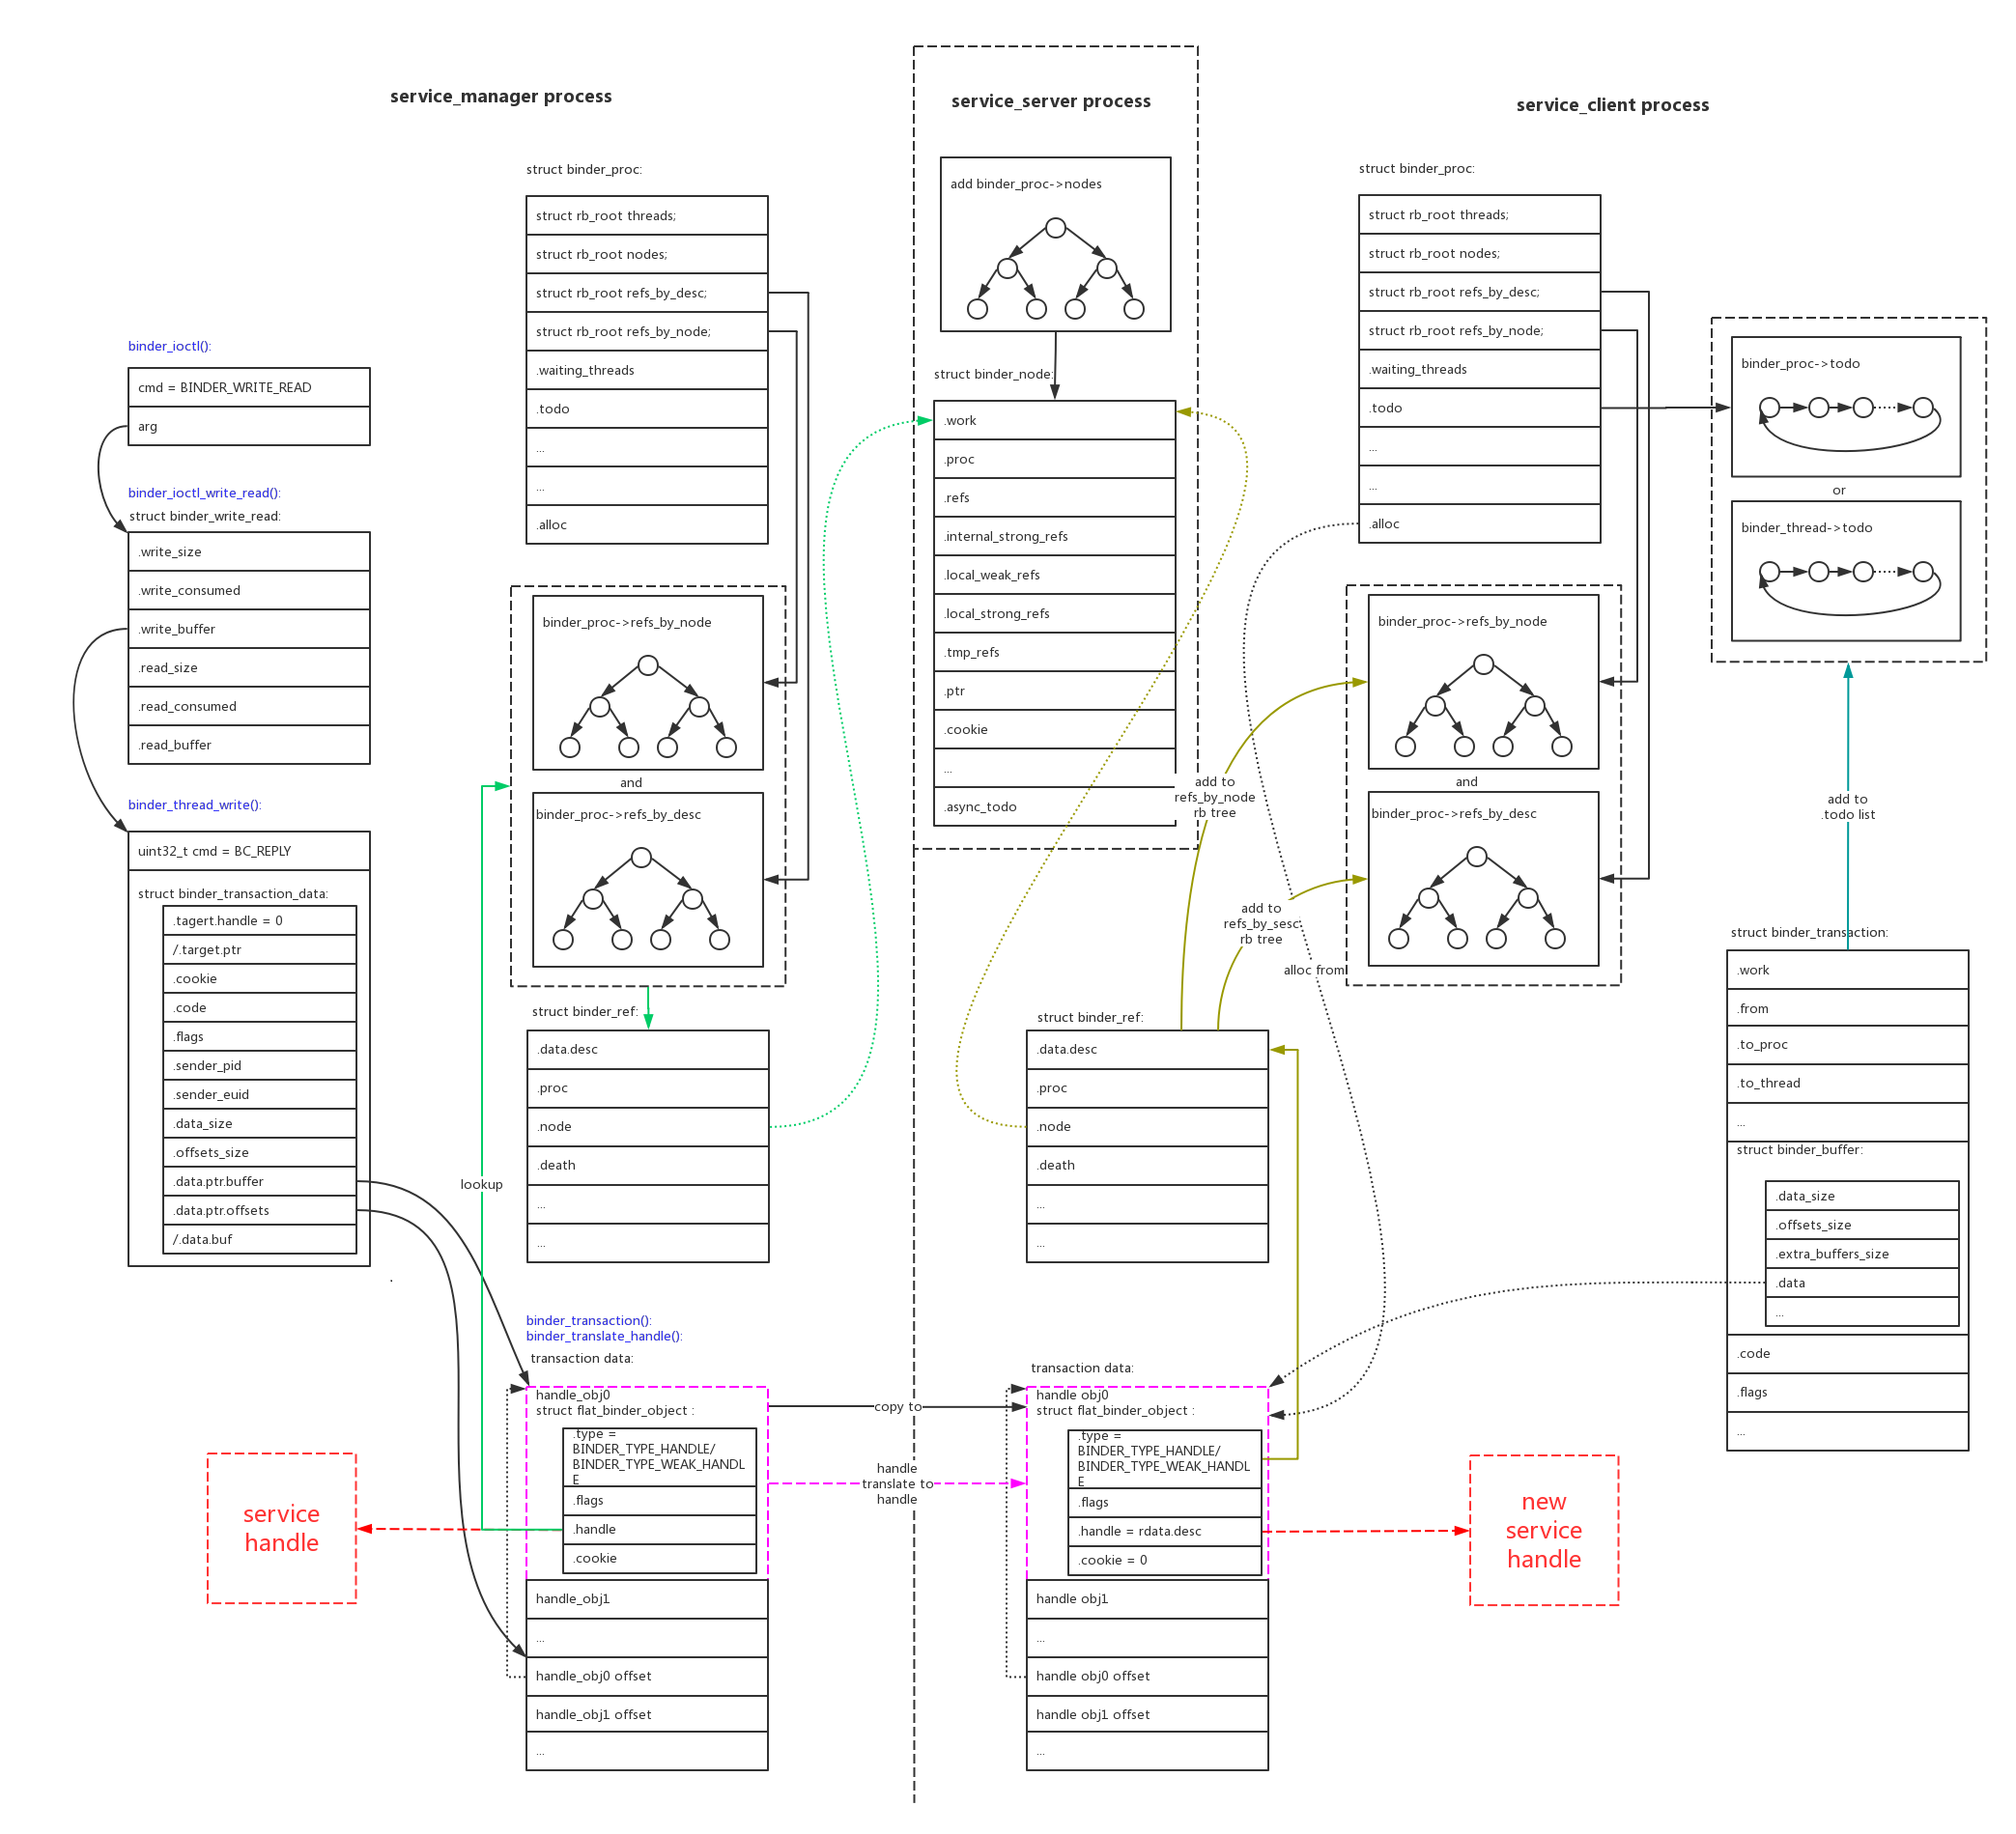 service_manager process
service_server process
service_client process
binder_ioctl():
cmd = BINDER_WRITE_READ
arg
binder_ioctl_write_read():
struct binder_write_read:
.write_size
.write_consumed
.write_buffer
.read_size
.read_consumed
.read_buffer
binder_thread_write():
uint32_t cmd = BC_REPLY
struct binder_transaction_data:
.tagert.handle = 0
/.target.ptr
.cookie
.code
.flags
.sender_pid
.sender_euid
.data_size
.offsets_size
.data.ptr.buffer
.data.ptr.offsets
/.data.buf
.
service
handle
struct binder_proc:
struct rb_root threads;
struct rb_root nodes;
struct rb_root refs_by_desc;
struct rb_root refs_by_node;
.waiting_threads
.todo
...
...
.alloc
binder_proc->refs_by_node
and
binder_proc->refs_by_desc
struct binder_ref:
.data.desc
.proc
.node
.death
...
...
lookup
binder_transaction():
binder_translate_handle():
transaction data:
handle_obj0
struct flat_binder_object :
.type =
BINDER_TYPE_HANDLE/
BINDER_TYPE_WEAK_HANDL
E
.flags
.handle
.cookie
handle_obj1
...
handle_obj0 offset
handle_obj1 offset
...
copy to
handle
translate to
handle
add binder_proc->nodes
struct binder_node:
.work
.proc
.refs
.internal_strong_refs
.local_weak_refs
.local_strong_refs
.tmp_refs
.ptr
.cookie
...
.async_todo
add to
refs_by_node
rb tree
add to
refs_by_sesc
rb tree
alloc from
struct binder_ref:
.data.desc
.proc
.node
.death
...
...
transaction data:
handle obj0
struct flat_binder_object :
.type =
BINDER_TYPE_HANDLE/
BINDER_TYPE_WEAK_HANDL
E
.flags
.handle = rdata.desc
.cookie = 0
handle obj1
...
handle obj0 offset
handle obj1 offset
...
struct binder_proc:
struct rb_root threads;
struct rb_root nodes;
struct rb_root refs_by_desc;
struct rb_root refs_by_node;
.waiting_threads
.todo
...
...
.alloc
binder_proc->refs_by_node
and
binder_proc->refs_by_desc
binder_proc->todo
or
binder_thread->todo
add to
.todo list
struct binder_transaction:
.work
.from
.to_proc
.to_thread
...
struct binder_buffer:
.data_size
.offsets_size
.extra_buffers_size
.data
...
.code
.flags
...
new
service
handle